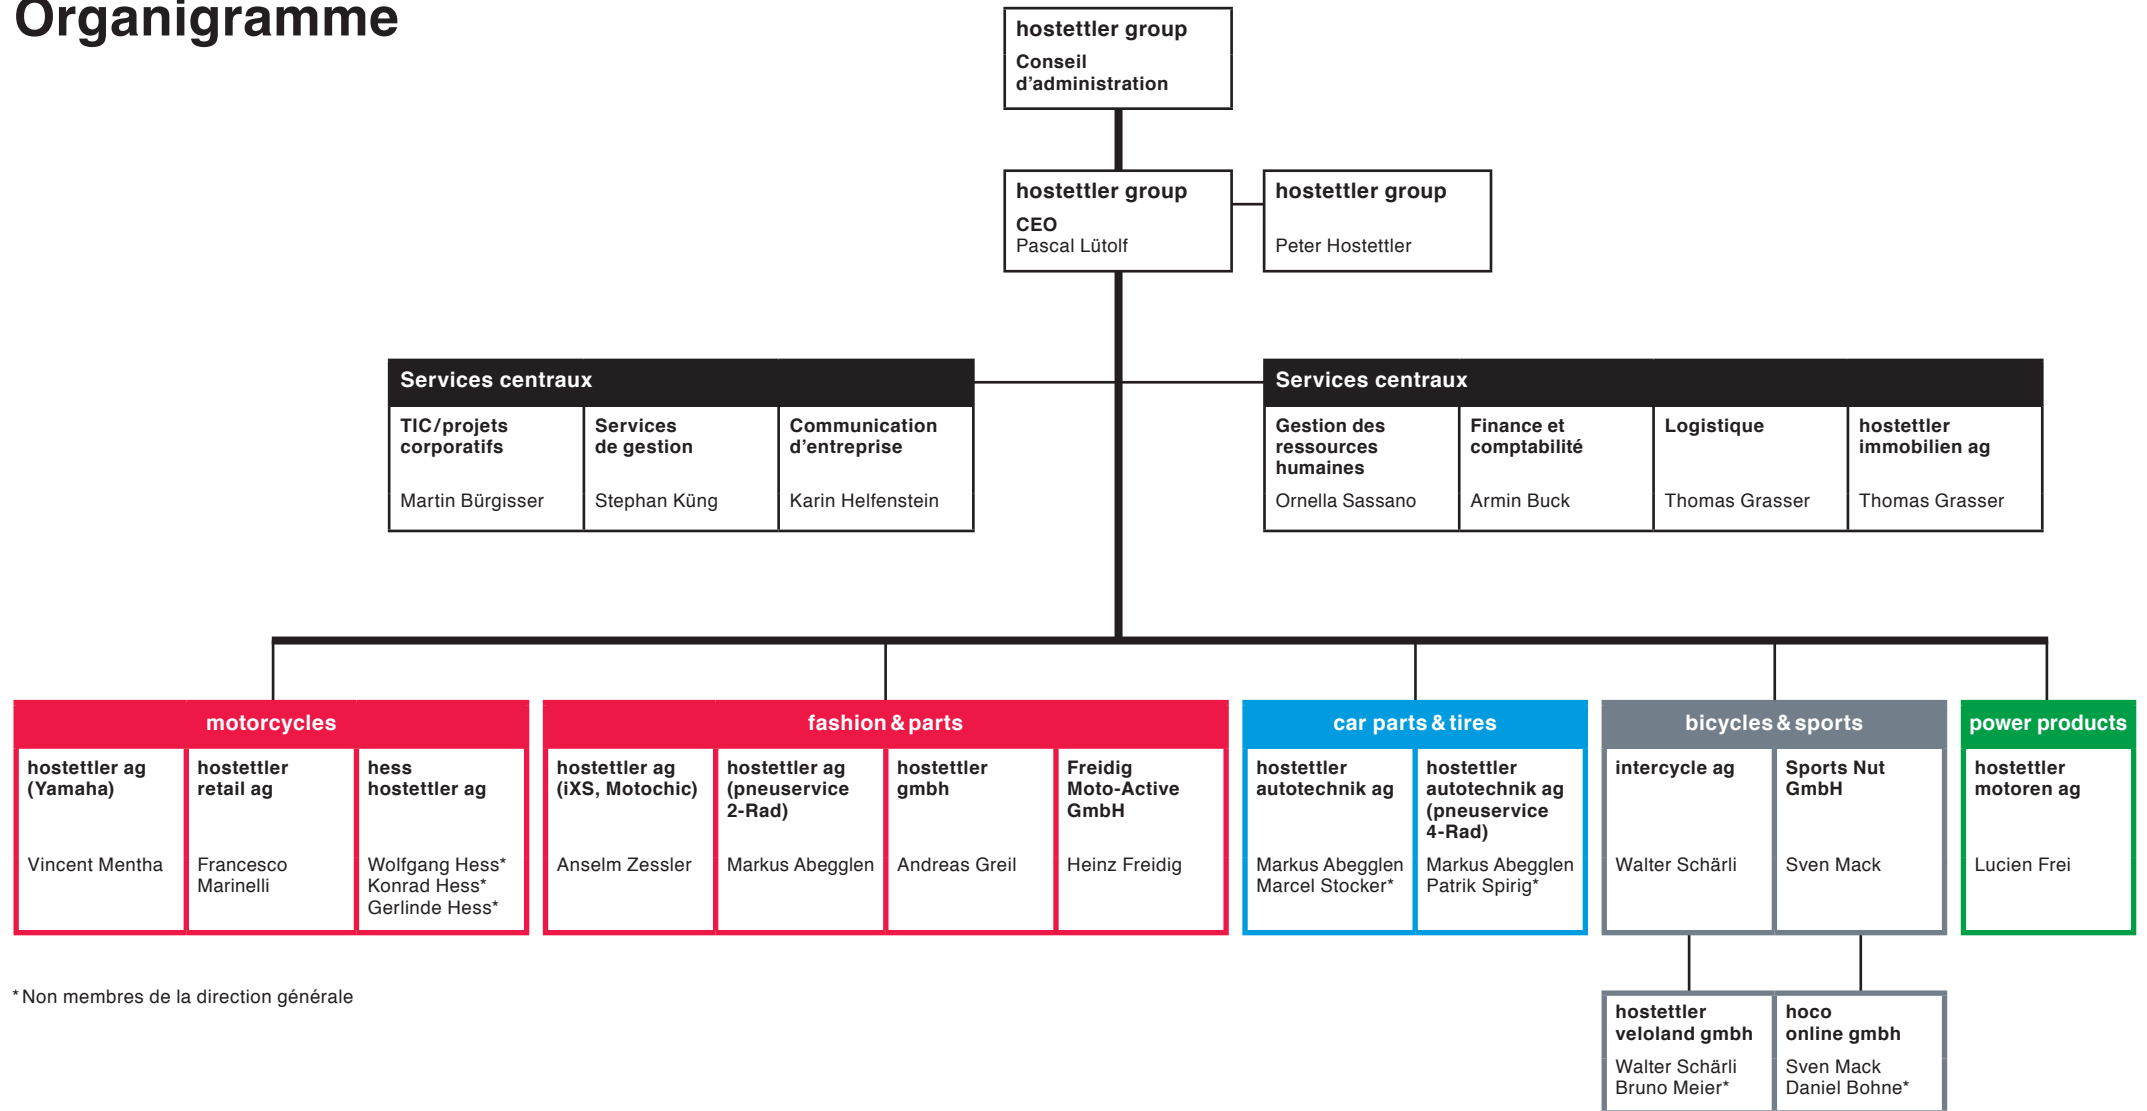 Organigramme
hostettler group
Conseil
d’administration
hostettler group
CEO
Pascal Lütolf
hostettler group
Peter Hostettler
Services centraux
TIC/projets
corporatifs
Martin Bürgisser
Services
de gestion
Stephan Küng
Communication
d’entreprise
Karin Helfenstein
Services centraux
Gestion des
ressources
humaines
Ornella Sassano
Finance et
comptabilité
Armin Buck
Logistique
Thomas Grasser
hostettler
immobilien ag
Thomas Grasser
motorcycles
hostettler ag
(Yamaha)
Vincent Mentha
hostettler
retail ag
Francesco
Marinelli
hess
hostettler ag
Wolfgang Hess*
Konrad Hess*
Gerlinde Hess*
fashion & parts
hostettler ag
(iXS, Motochic)
Anselm Zessler
hostettler ag
(pneuservice
2-Rad)
Markus Abegglen
hostettler
gmbh
Andreas Greil
Freidig
Moto-Active
GmbH
Heinz Freidig
car parts & tires
hostettler
autotechnik ag
Markus Abegglen
Marcel Stocker*
hostettler
autotechnik ag
(pneuservice
4-Rad)
Markus Abegglen
Patrik Spirig*
bicycles & sports
intercycle ag
Walter Schärli
Sports Nut
GmbH
Sven Mack
power products
hostettler
motoren ag
Lucien Frei
hostettler
veloland gmbh
Walter Schärli
Bruno Meier*
hoco
online gmbh
Sven Mack
Daniel Bohne*
* Non membres de la direction générale